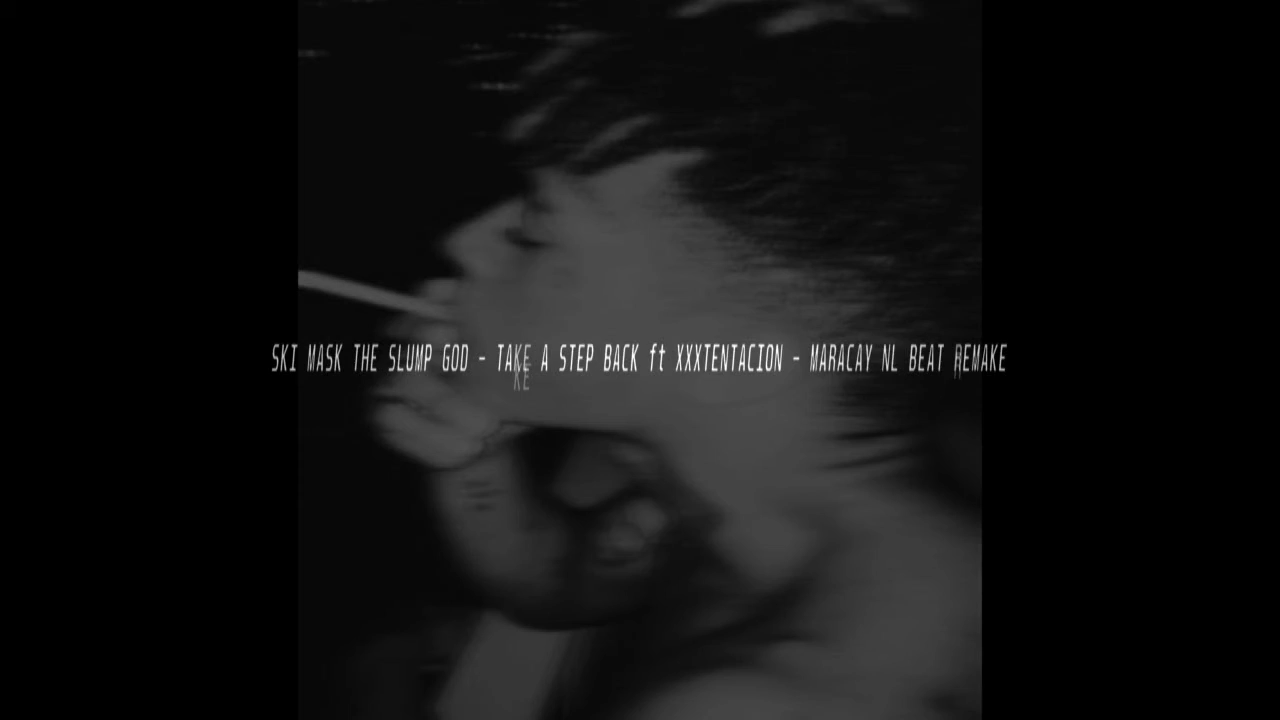 SKI MASK THE SLUMP GOD - TAKE A STEP BACK ft XXXTENTACION - MARACAY NL BEAT REMAKE